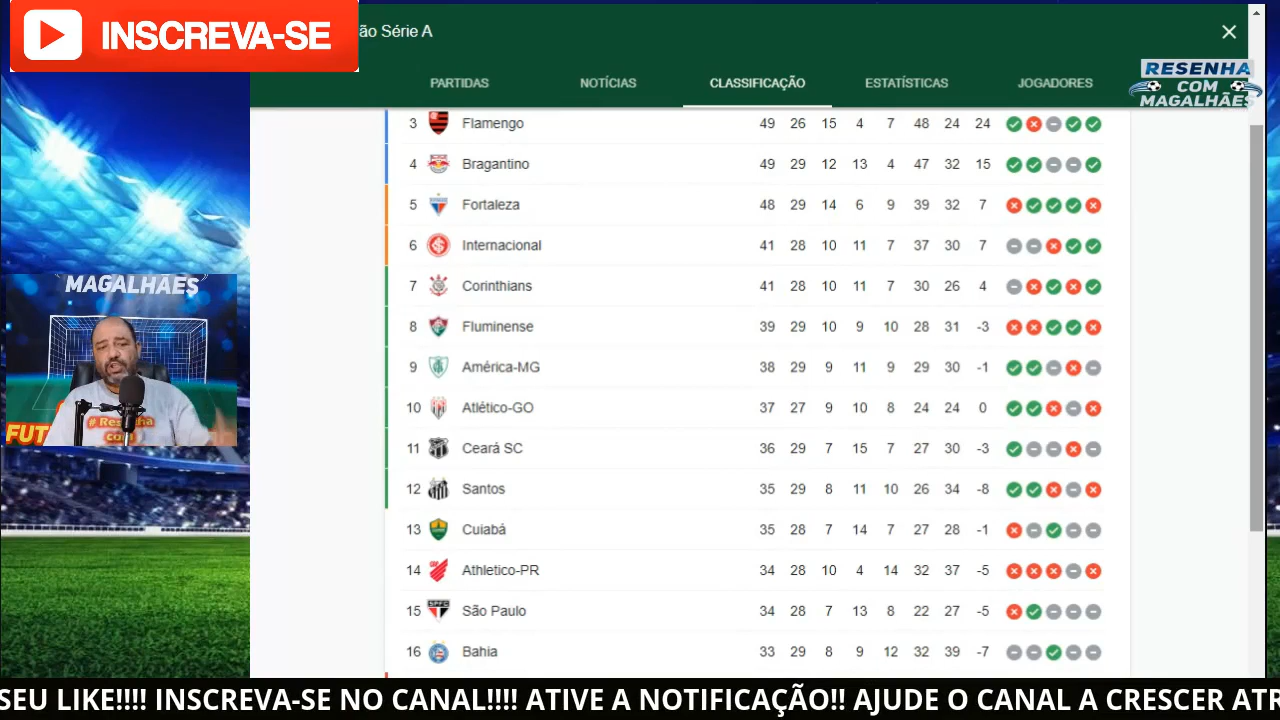 INSCREVA-SE
ão Série A
PARTIDAS NOTÍCIAS CLASSIFICAÇÃO ESTATÍSTICAS JOGADORES
RESENHA
COM
MAGALHÃES
3 Flamengo 49 26 15 4 7 48 24 24
4 Bragantino 49 29 12 13 4 47 32 15
5 Fortaleza 48 29 14 6 9 39 32 7
6 Internacional 41 28 10 11 7 37 30 7
7 Corinthians 41 28 10 11 7 30 26 4
8 Fluminense 39 29 10 9 10 28 31 -3
9 América-MG 38 29 9 11 9 29 30 -1
10 Atlético-GO 37 27 9 10 8 24 24 0
11 Ceará SC 36 29 7 15 7 27 30 -3
12 Santos 35 29 8 11 10 26 34 -8
13 Cuiabá 35 28 7 14 7 27 28 -1
14 Athletico-PR 34 28 10 4 14 32 37 -5
15 São Paulo 34 28 7 13 8 22 27 -5
16 Bahia 33 29 8 9 12 32 39 -7
MAGALHÃES
FUT
# Resenha
com
SEU LIKE!!!! INSCREVA-SE NO CANAL!!!! ATIVE A NOTIFICAÇÃO!! AJUDE O CANAL A CRESCER ATR